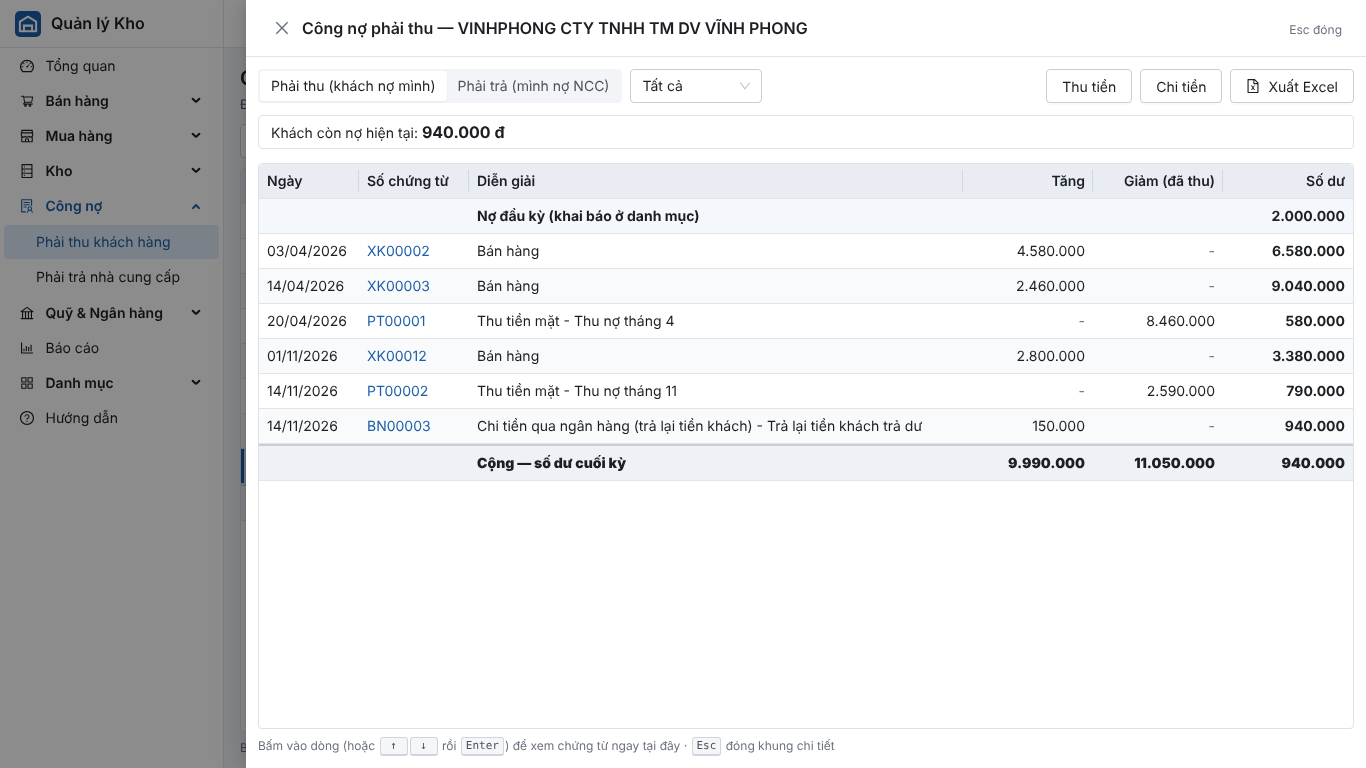 Quản lý Kho
Tổng quan
Bán hàng
Mua hàng
Kho
Công nợ
Phải thu khách hàng
Phải trả nhà cung cấp
Quỹ & Ngân hàng
Báo cáo
Danh mục
Hướng dẫn
Công nợ phải thu — VINHPHONG CTY TNHH TM DV VĨNH PHONG
Esc đóng
Phải thu (khách nợ mình) Phải trả (mình nợ NCC) Tất cả Thu tiền Chi tiền Xuất Excel
Khách còn nợ hiện tại: 940.000 đ
Ngày Số chứng từ Diễn giải Tăng Giảm (đã thu) Số dư
Nợ đầu kỳ (khai báo ở danh mục) 2.000.000
03/04/2026 XK00002 Bán hàng 4.580.000 - 6.580.000
14/04/2026 XK00003 Bán hàng 2.460.000 - 9.040.000
20/04/2026 PT00001 Thu tiền mặt - Thu nợ tháng 4 - 8.460.000 580.000
01/11/2026 XK00012 Bán hàng 2.800.000 - 3.380.000
14/11/2026 PT00002 Thu tiền mặt - Thu nợ tháng 11 - 2.590.000 790.000
14/11/2026 BN00003 Chi tiền qua ngân hàng (trả lại tiền khách) - Trả lại tiền khách trả dư 150.000 - 940.000
Cộng — số dư cuối kỳ 9.990.000 11.050.000 940.000
Bấm vào dòng (hoặc ↑ ↓ rồi Enter) để xem chứng từ ngay tại đây · Esc đóng khung chi tiết